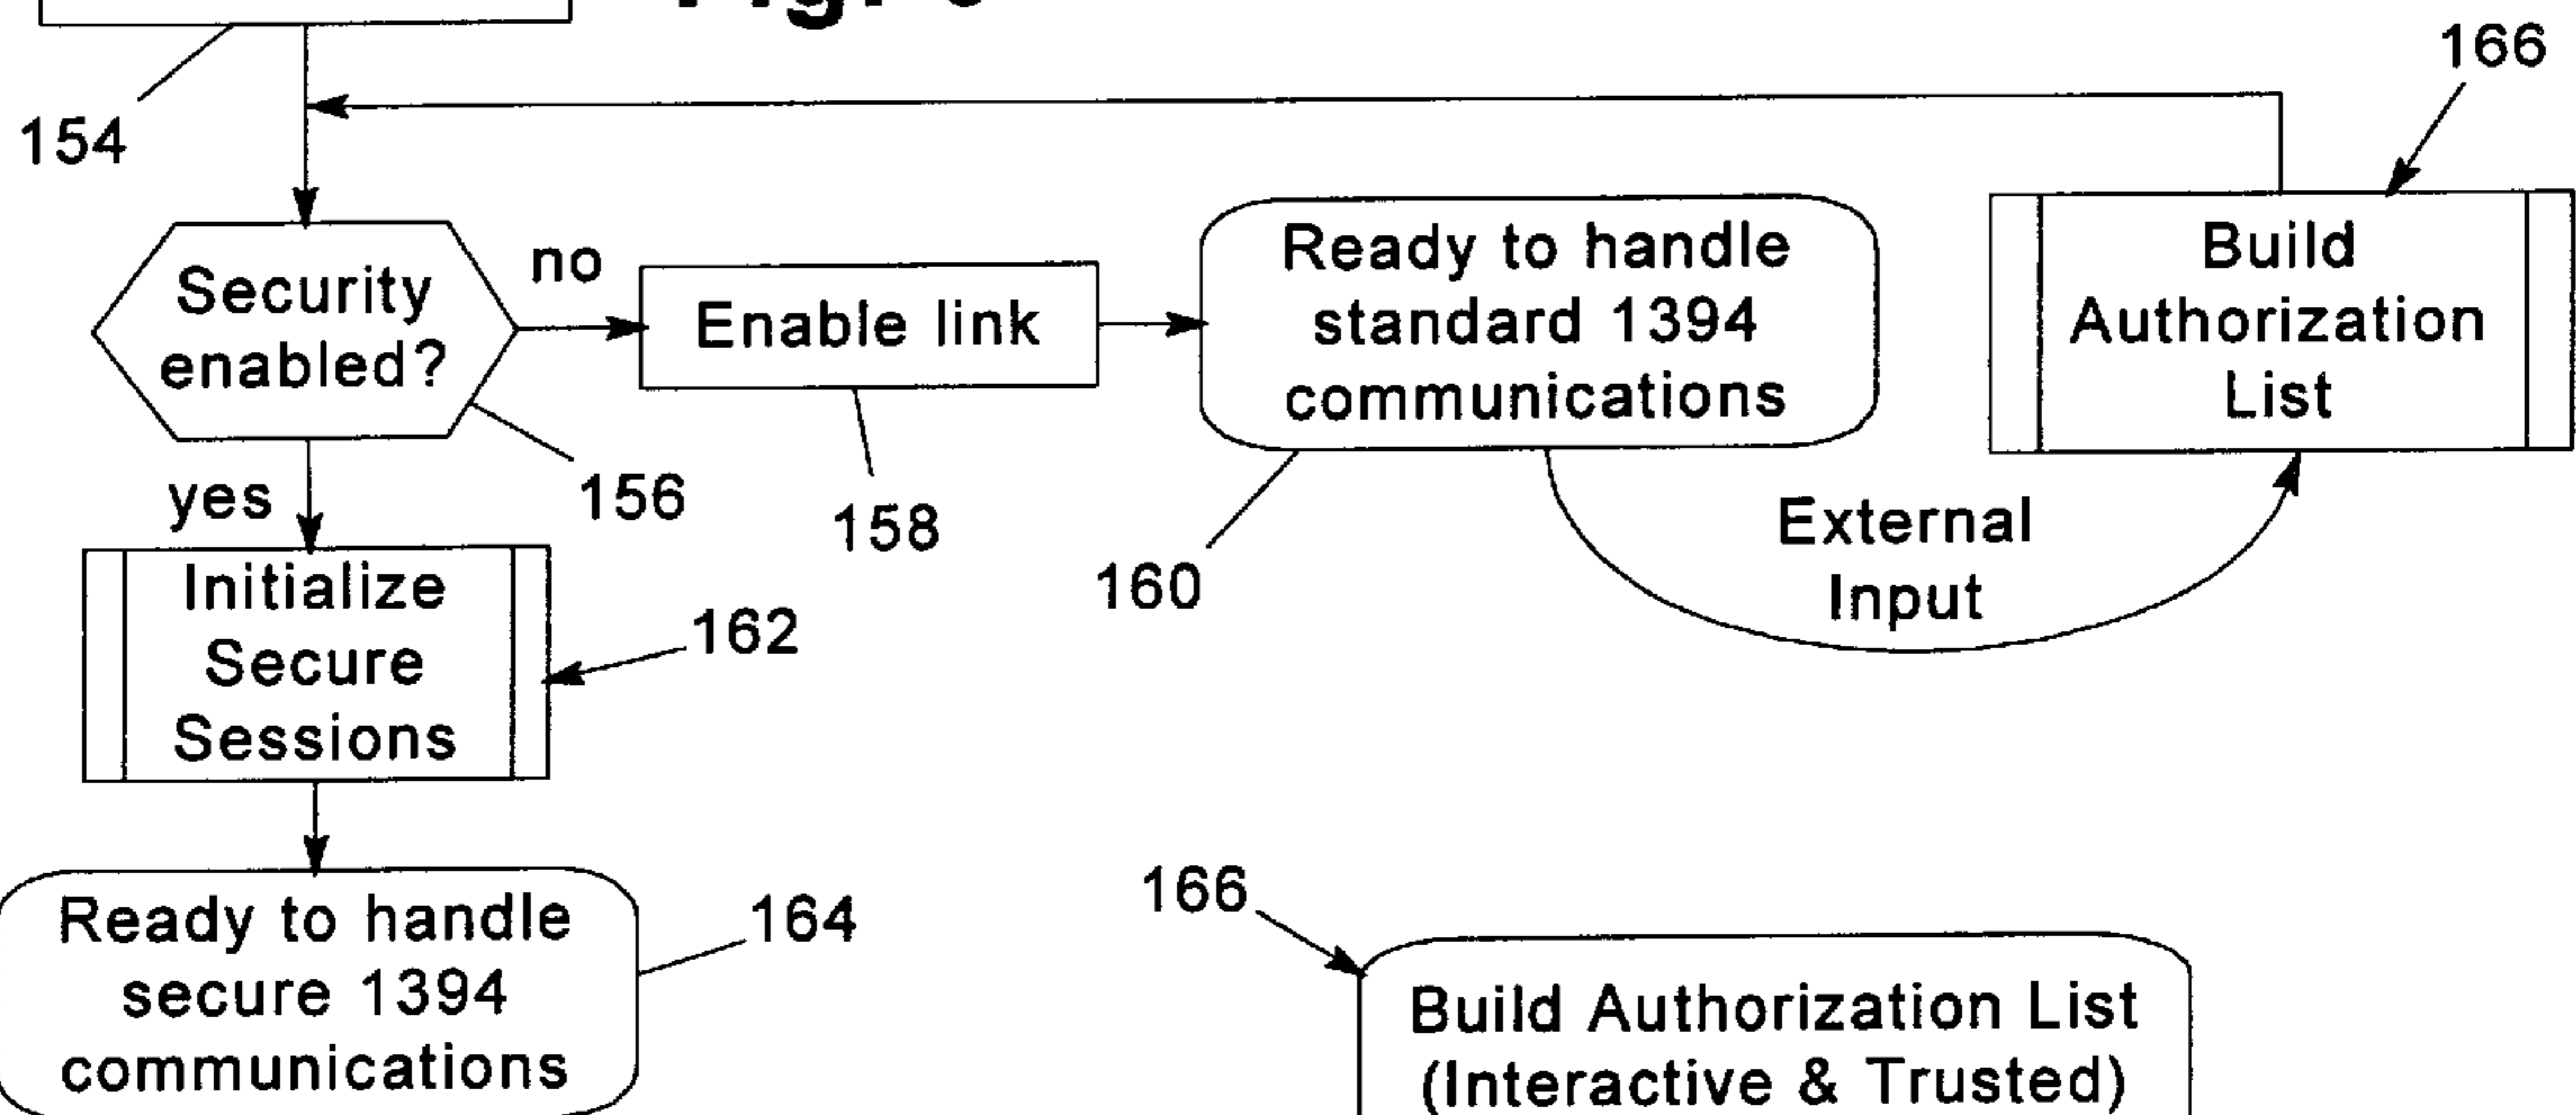 166
154
Security
enabled?
no
Enable link
Ready to handle
standard 1394
communications
Build
Authorization
List
yes
156
158
160
External
Input
Initialize
Secure
Sessions
162
Ready to handle
secure 1394
communications
164
166
Build Authorization List
(Interactive & Trusted)